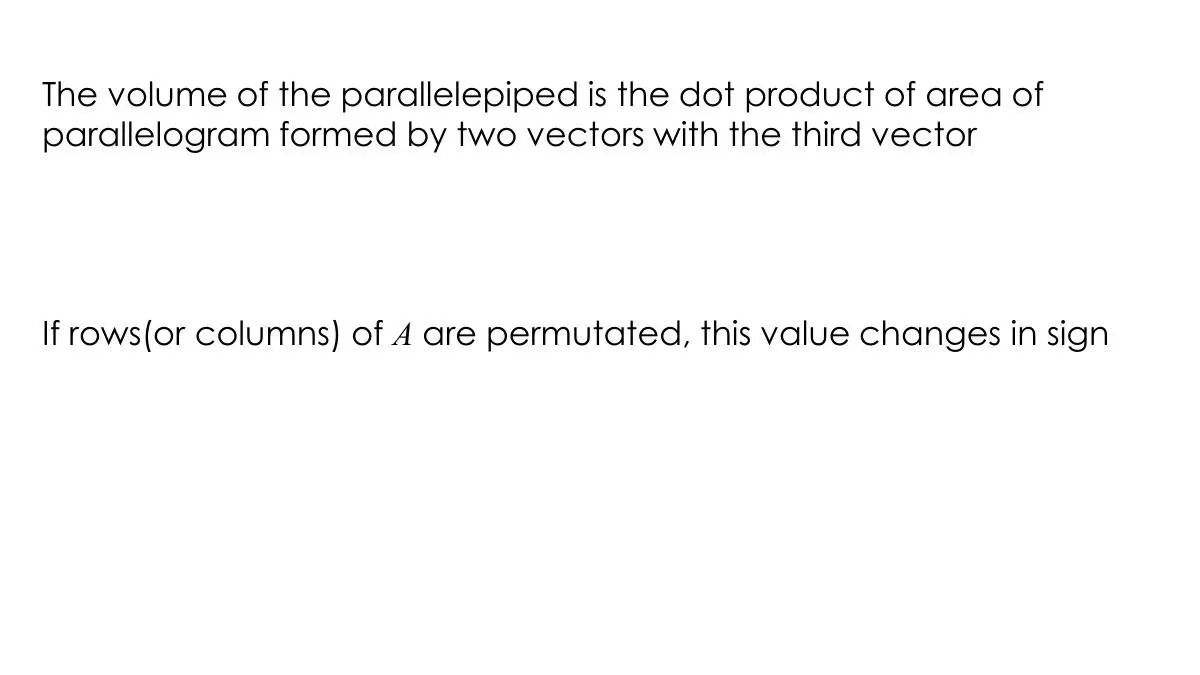 The volume of the parallelepiped is the dot product of area of
parallelogram formed by two vectors with the third vector
If rows(or columns) of A are permutated, this value changes in sign